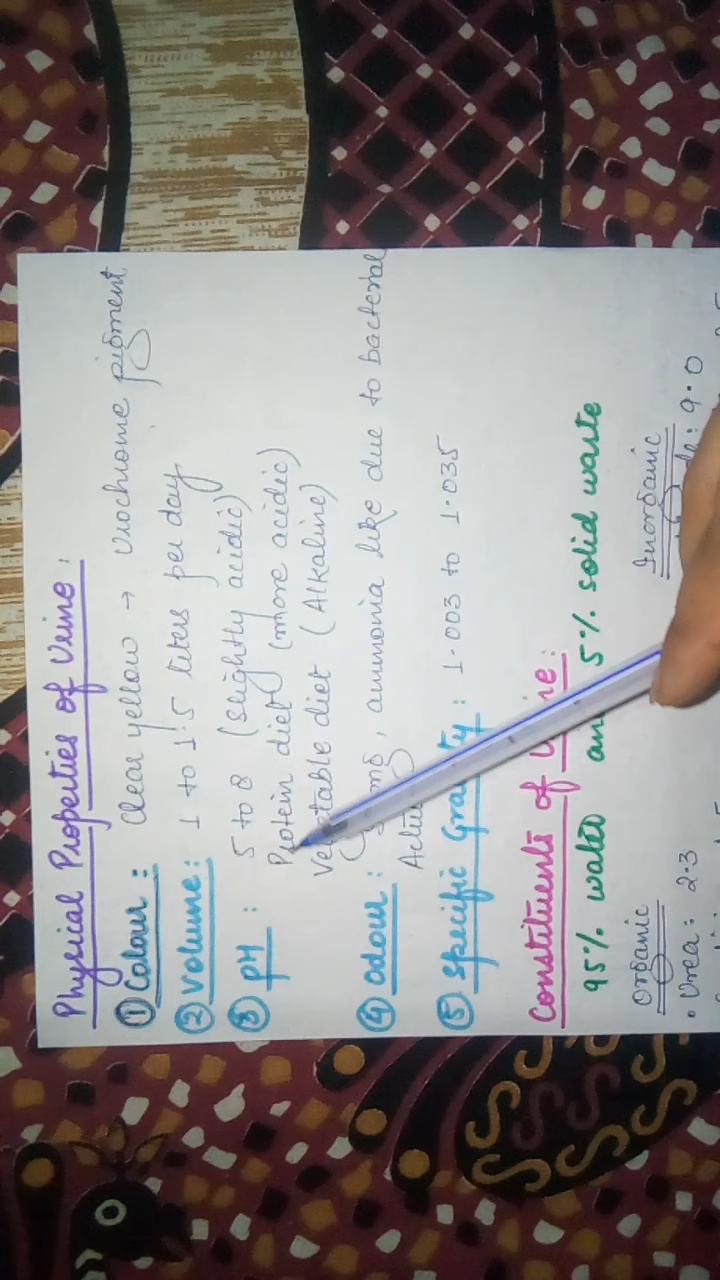 Physical Properties of Urine:
① Colour: Clear yellow → Urochrome pigment
② Volume: 1 to 1.5 liters per day
③ pH: 5 to 8 (slightly acidic)
Protein diet (more acidic)
diet (Alkaline)
④ odour: , ammonia like due to bacterial
⑤ Specific : 1.003 to 1.035
Constituents of
95% water 5% solid waste
Organic Inorganic
• Urea: 2.3 9.0